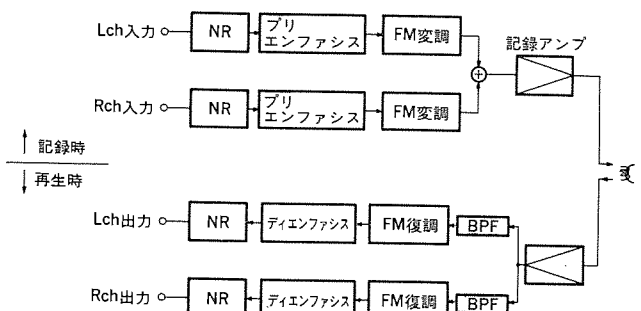 Lch入力
NR
プリ
エンファシス
FM変調
記録アンプ
Rch入力
NR
プリ
エンファシス
FM変調
記録時
再生時
Lch出力
NR
ディエンファシス
FM復調
BPF
Rch出力
NR
ディエンファシス
FM復調
BPF